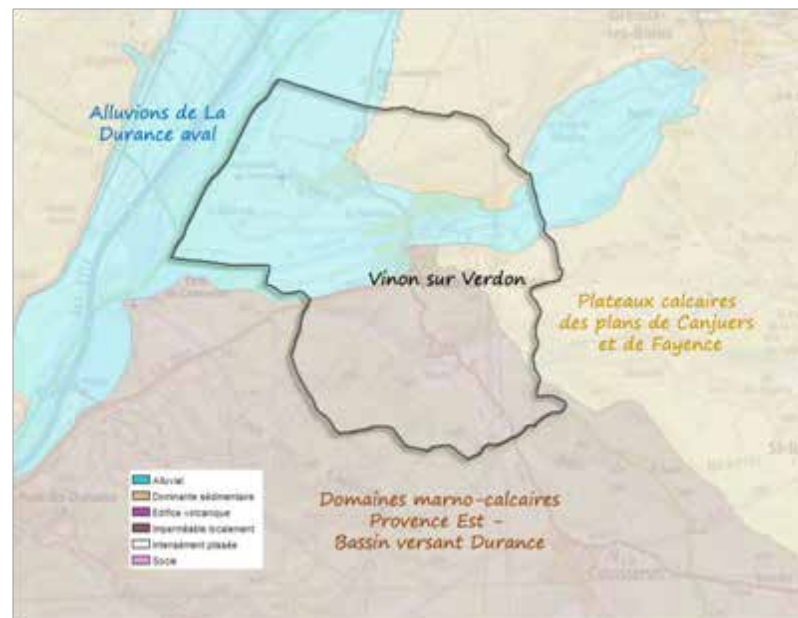 Alluvions de La
Durance aval
Vinon sur Verdon
Plateaux calcaires
des plans de Canjuers
et de Fayence
Domaines marno-calcaires
Provence Est -
Bassin versant Durance
Alluvial
Dominante sédimentaire
Edifice volcanique
Imperméable localement
Intensément plissée
Socle